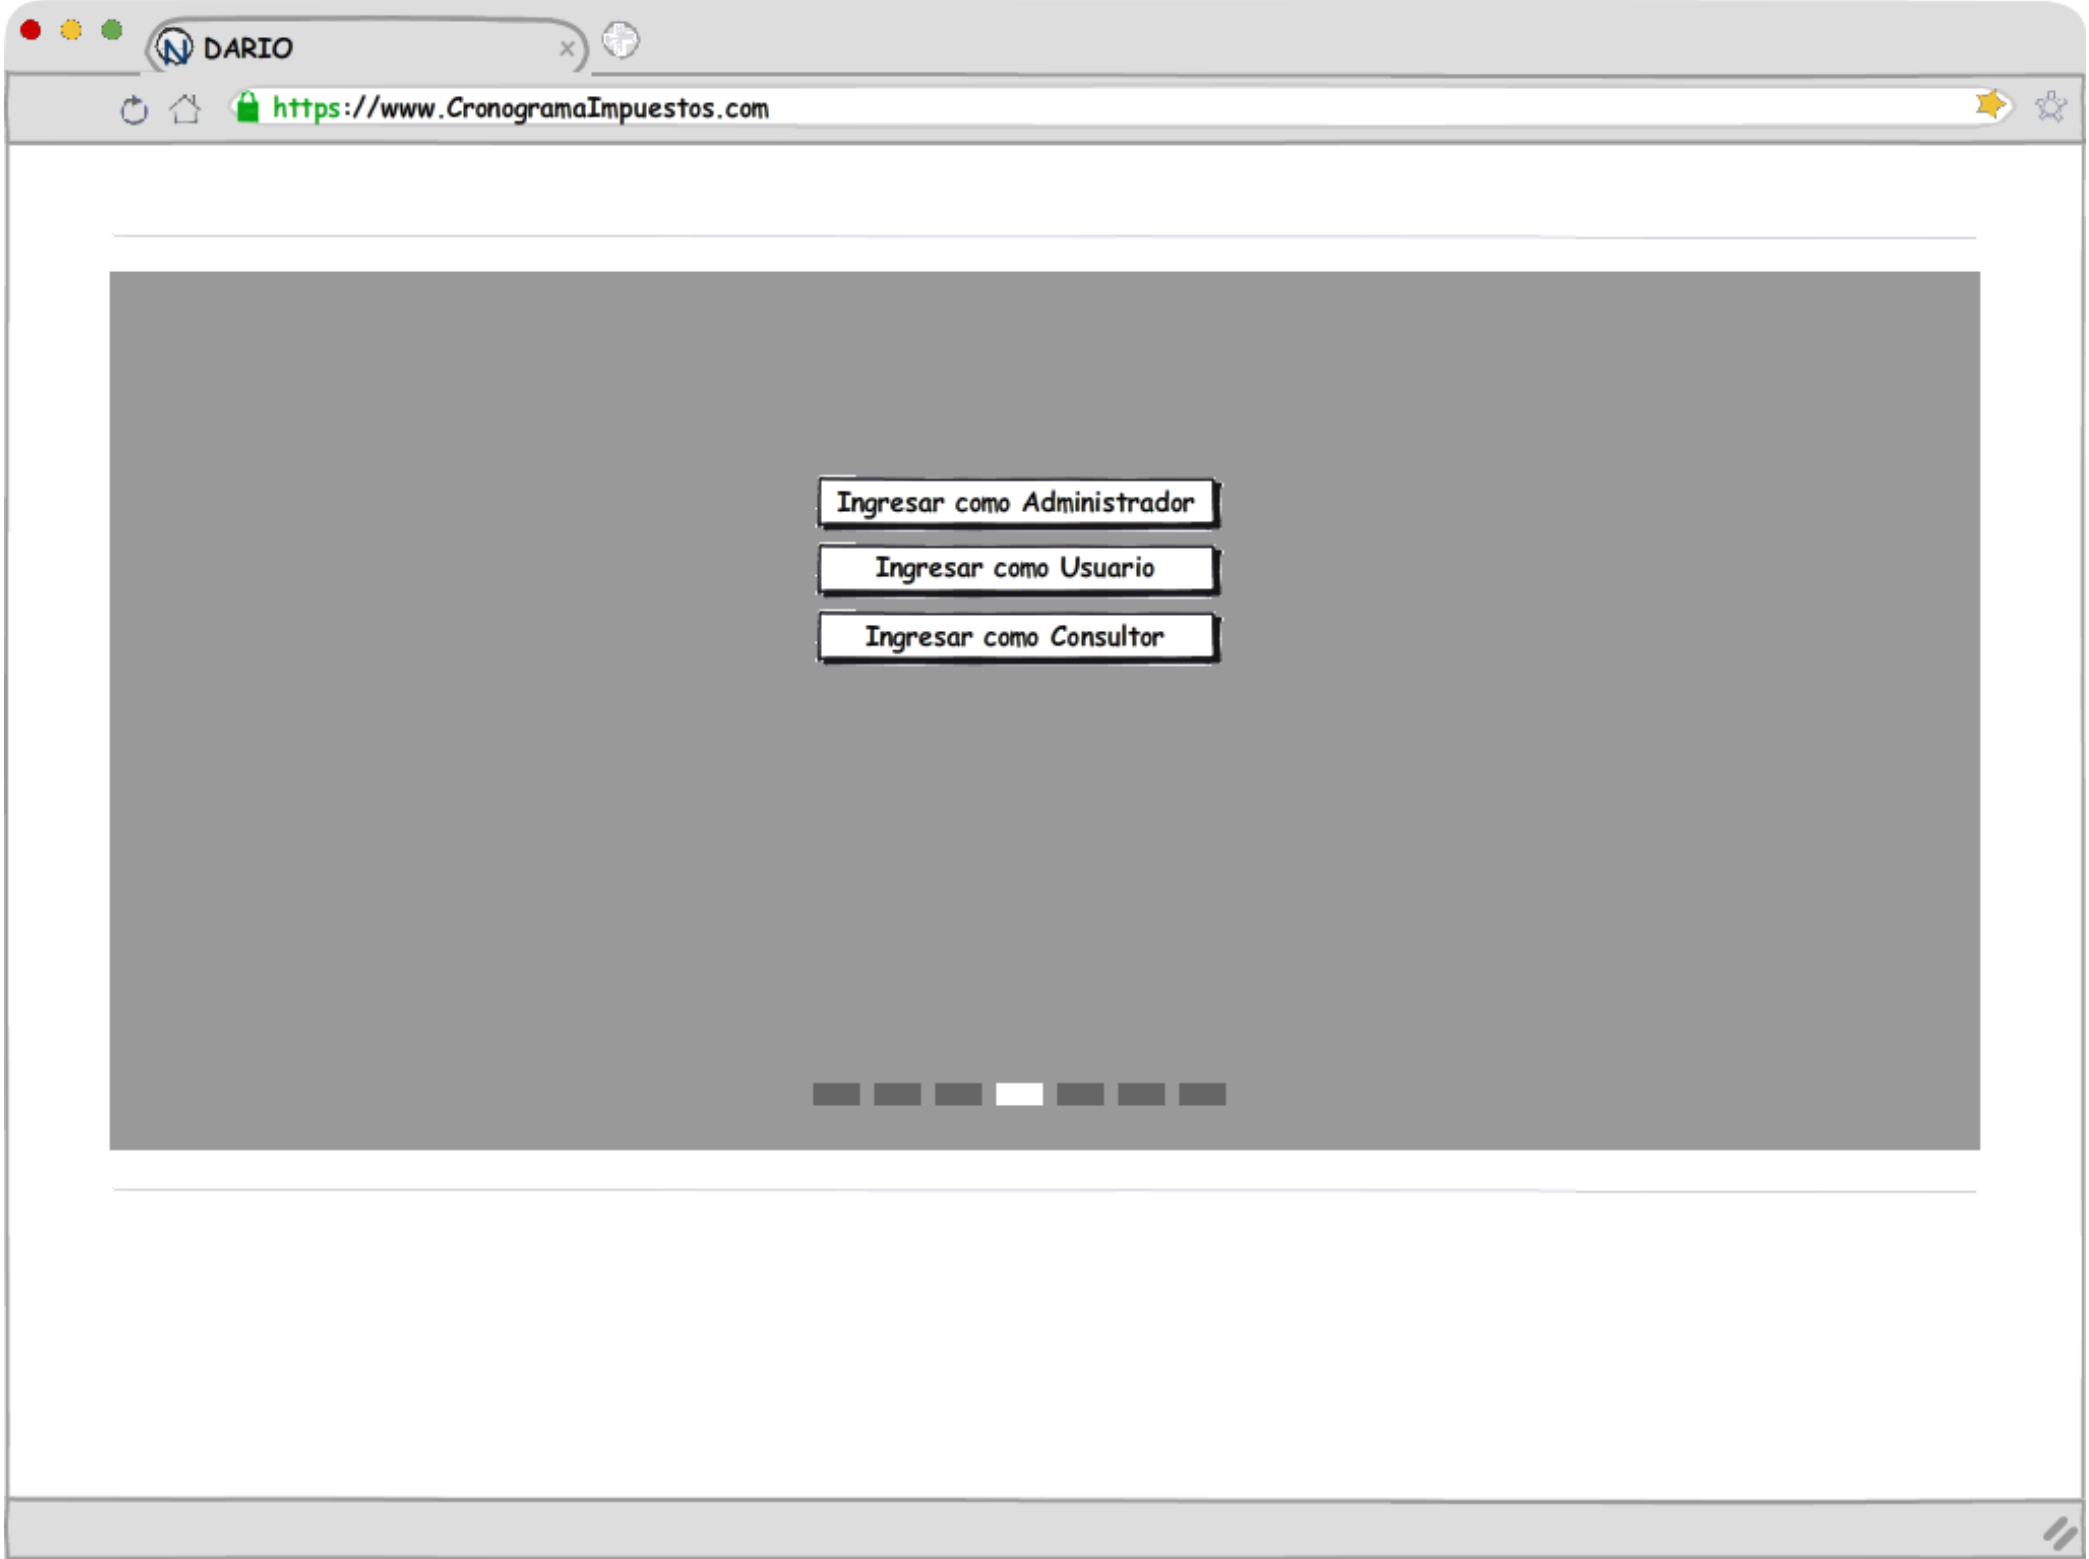 DARIO
https://www.CronogramaImpuestos.com
Ingresar como Administrador
Ingresar como Usuario
Ingresar como Consultor